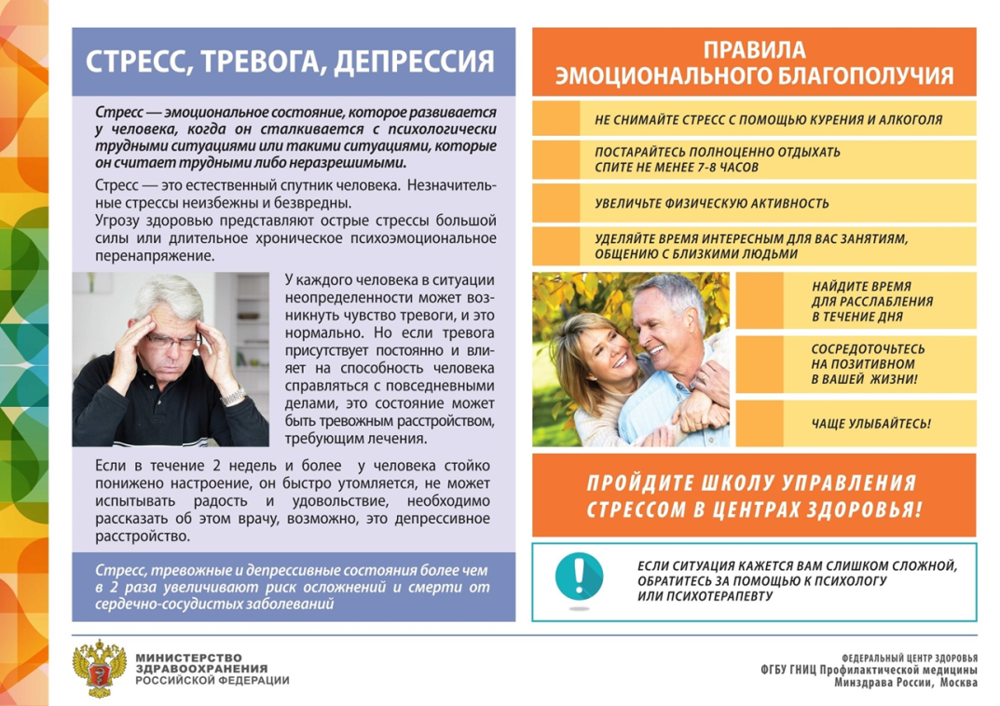 СТРЕСС, ТРЕВОГА, ДЕПРЕССИЯ
Стресс — эмоциональное состояние, которое развивается
у человека, когда он сталкивается с психологически
трудными ситуациями или такими ситуациями, которые
он считает трудными либо неразрешимыми.
Стресс — это естественный спутник человека. Незначитель-
ные стрессы неизбежны и безвредны.
Угрозу здоровью представляют острые стрессы большой
силы или длительное хроническое психоэмоциональное
перенапряжение.
У каждого человека в ситуации
неопределенности может воз-
никнуть чувство тревоги, и это
нормально. Но если тревога
присутствует постоянно и вли-
яет на способность человека
справляться с повседневными
делами, это состояние может
быть тревожным расстройством,
требующим лечения.
Если в течение 2 недель и более у человека стойко
понижено настроение, он быстро утомляется, не может
испытывать радость и удовольствие, необходимо
рассказать об этом врачу, возможно, это депрессивное
расстройство.
Стресс, тревожные и депрессивные состояния более чем
в 2 раза увеличивают риск осложнений и смерти от
сердечно-сосудистых заболеваний
ПРАВИЛА
ЭМОЦИОНАЛЬНОГО БЛАГОПОЛУЧИЯ
НЕ СНИМАЙТЕ СТРЕСС С ПОМОЩЬЮ КУРЕНИЯ И АЛКОГОЛЯ
ПОСТАРАЙТЕСЬ ПОЛНОЦЕННО ОТДЫХАТЬ
СПИТЕ НЕ МЕНЕЕ 7-8 ЧАСОВ
УВЕЛИЧЬТЕ ФИЗИЧЕСКУЮ АКТИВНОСТЬ
УДЕЛЯЙТЕ ВРЕМЯ ИНТЕРЕСНЫМ ДЛЯ ВАС ЗАНЯТИЯМ,
ОБЩЕНИЮ С БЛИЗКИМИ ЛЮДЬМИ
НАЙДИТЕ ВРЕМЯ
ДЛЯ РАССЛАБЛЕНИЯ
В ТЕЧЕНИЕ ДНЯ
СОСРЕДОТОЧЬТЕСЬ
НА ПОЗИТИВНОМ
В ВАШЕЙ ЖИЗНИ!
ЧАЩЕ УЛЫБАЙТЕСЬ!
ПРОЙДИТЕ ШКОЛУ УПРАВЛЕНИЯ
СТРЕССОМ В ЦЕНТРАХ ЗДОРОВЬЯ!
ЕСЛИ СИТУАЦИЯ КАЖЕТСЯ ВАМ СЛИШКОМ СЛОЖНОЙ,
ОБРАТИТЕСЬ ЗА ПОМОЩЬЮ К ПСИХОЛОГУ
ИЛИ ПСИХОТЕРАПЕВТУ
МИНИСТЕРСТВО
ЗДРАВООХРАНЕНИЯ
РОССИЙСКОЙ ФЕДЕРАЦИИ
ФЕДЕРАЛЬНЫЙ ЦЕНТР ЗДОРОВЬЯ
ФГБУ ГНИЦ Профилактической медицины
Минздрава России, Москва